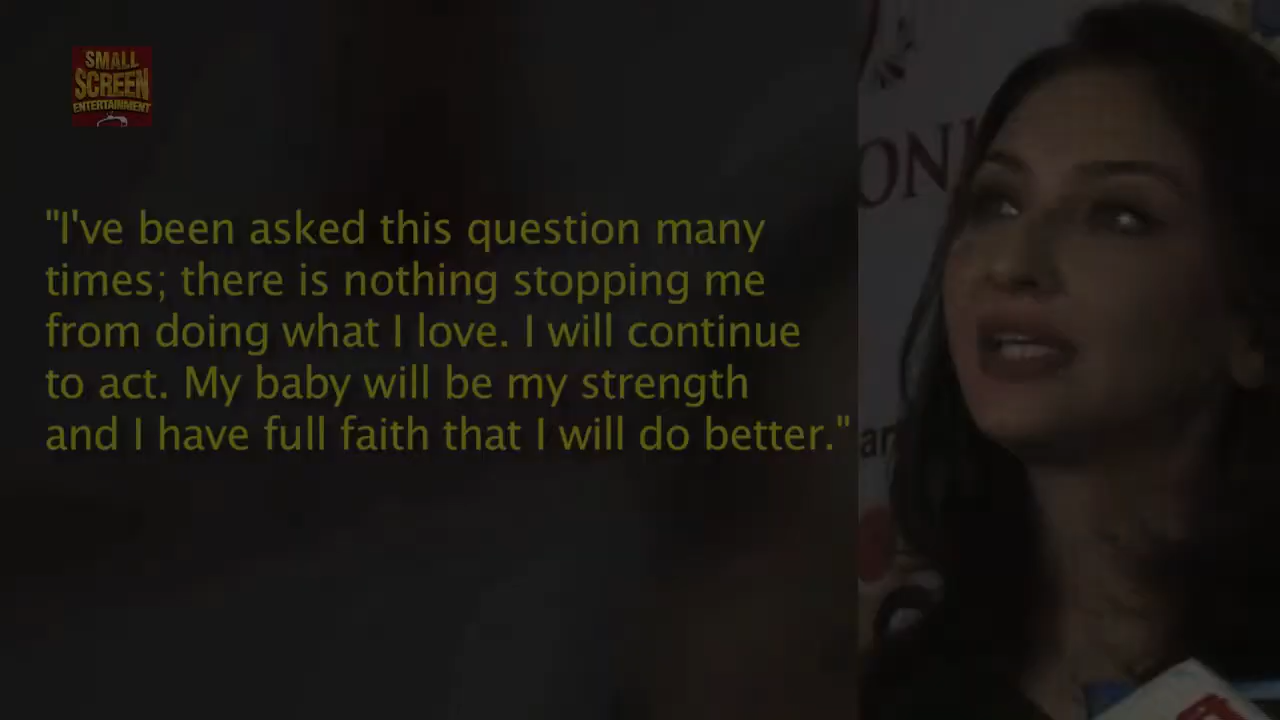 SMALL
SCREEN
ENTERTAINMENT
"I've been asked this question many
times; there is nothing stopping me
from doing what I love. I will continue
to act. My baby will be my strength
and I have full faith that I will do better."